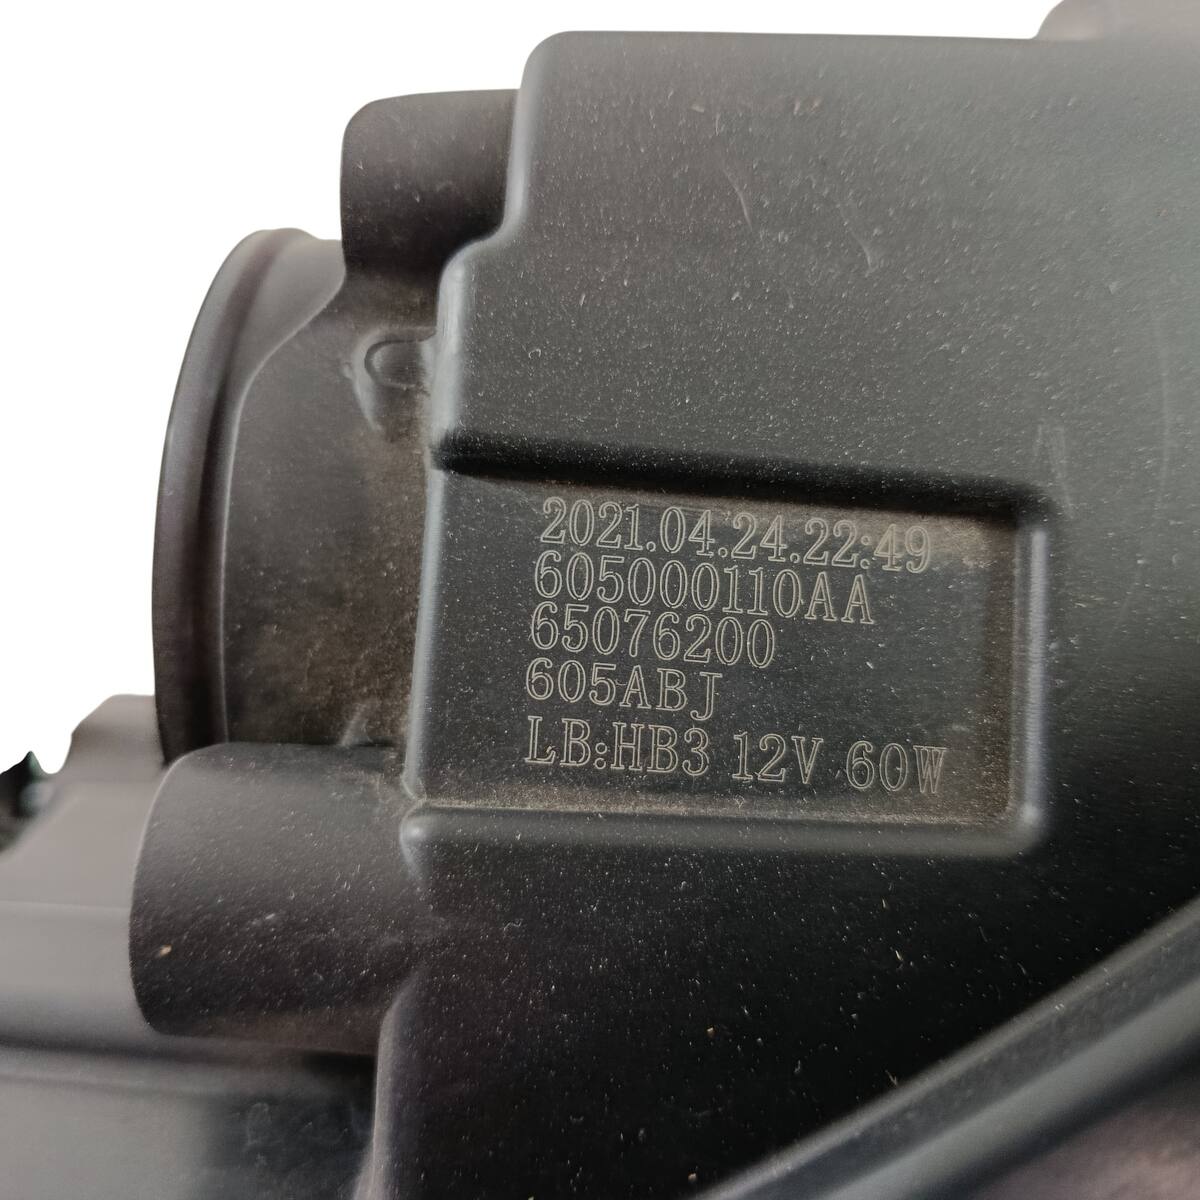 2021.04.24.22:49
605000110AA
65076200
605ABJ
LB:HB3 12V 60W